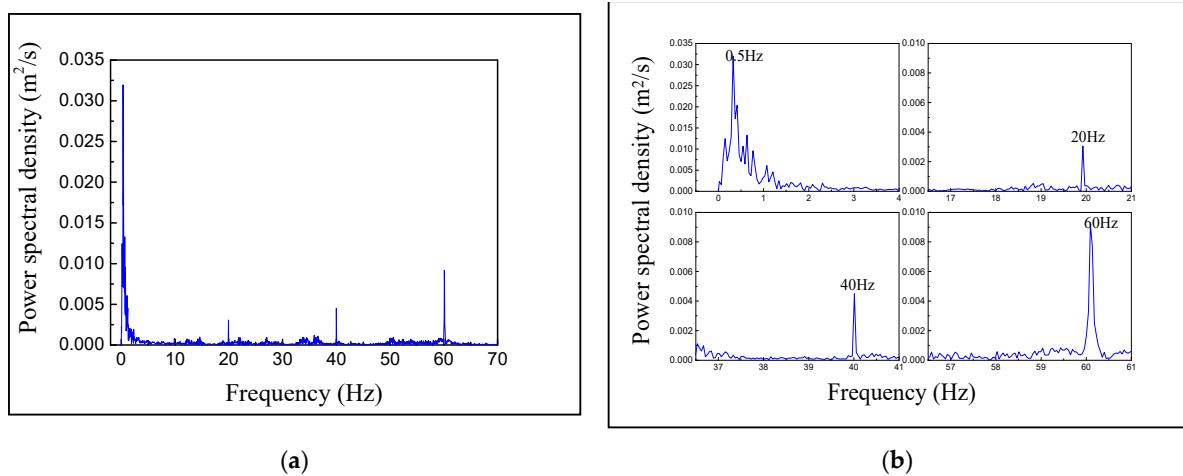 Power spectral density (m²/s)
0.035
0.030
0.025
0.020
0.015
0.010
0.005
0.000
0 10 20 30 40 50 60 70
Frequency (Hz)
(a)
Power spectral density (m²/s)
0.035
0.030
0.025
0.020
0.015
0.010
0.005
0.000
0.5Hz
0 1 2 3 4
0.010
0.008
0.006
0.004
0.002
0.000
20Hz
17 18 19 20 21
0.010
0.008
0.006
0.004
0.002
0.000
40Hz
37 38 39 40 41
0.010
0.008
0.006
0.004
0.002
0.000
60Hz
57 58 59 60 61
Frequency (Hz)
(b)